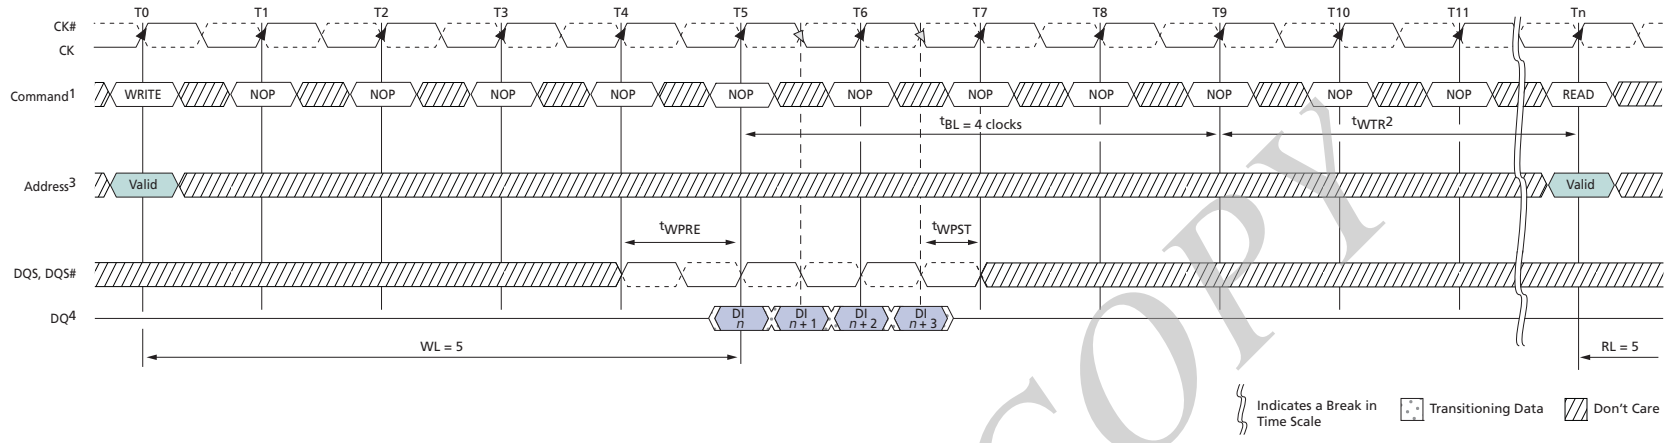 T0 T1 T2 T3 T4 T5 T6 T7 T8 T9 T10 T11 Tn
CK#
CK
Command1 WRITE NOP NOP NOP NOP NOP NOP NOP NOP NOP NOP NOP READ
tBL = 4 clocks tWTR2
Address3 Valid Valid
tWPRE tWPST
DQS, DQS#
DQ4 DI n DI n + 1 DI n + 2 DI n + 3
WL = 5 RL = 5
Indicates a Break in
Time Scale
Transitioning Data
Don't Care
COPY